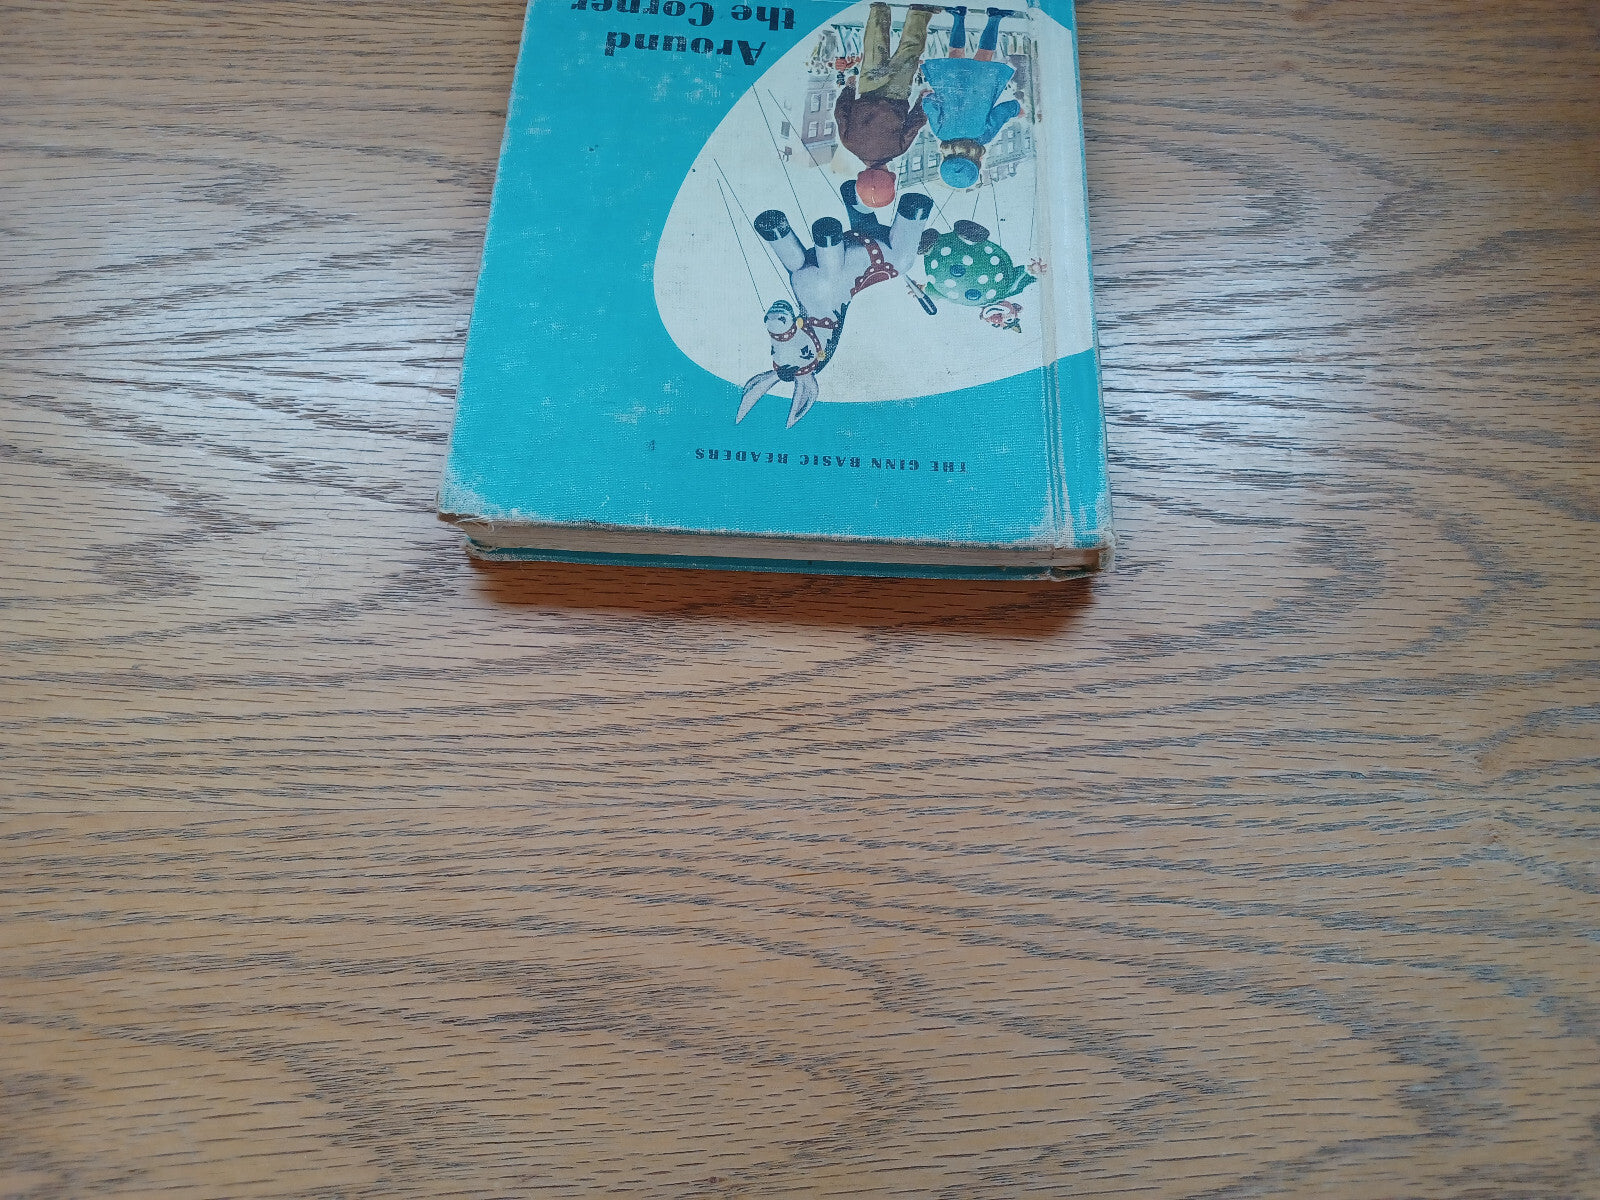 THE GINN BASIC READERS
Around
the Corner